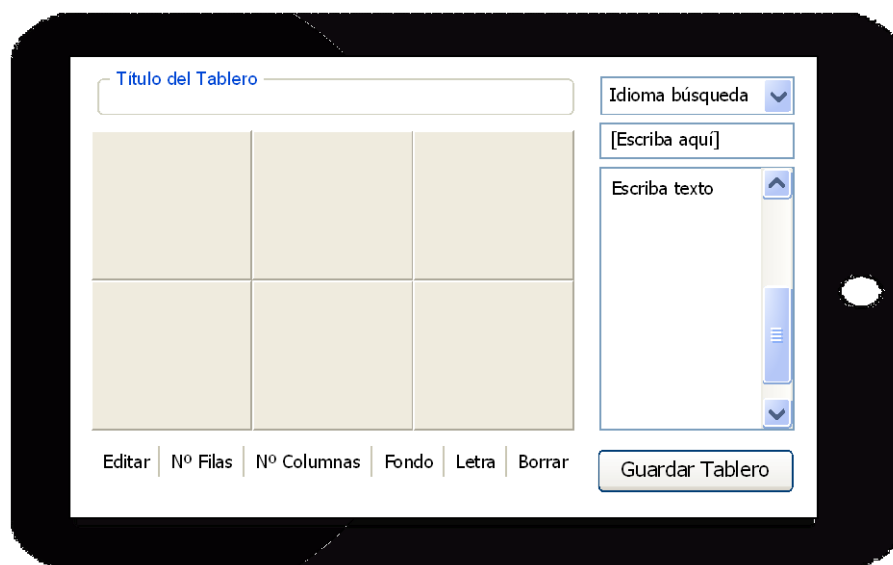 Título del Tablero
Idioma búsqueda
[Escriba aquí]
Escriba texto
Editar Nº Filas Nº Columnas Fondo Letra Borrar
Guardar Tablero